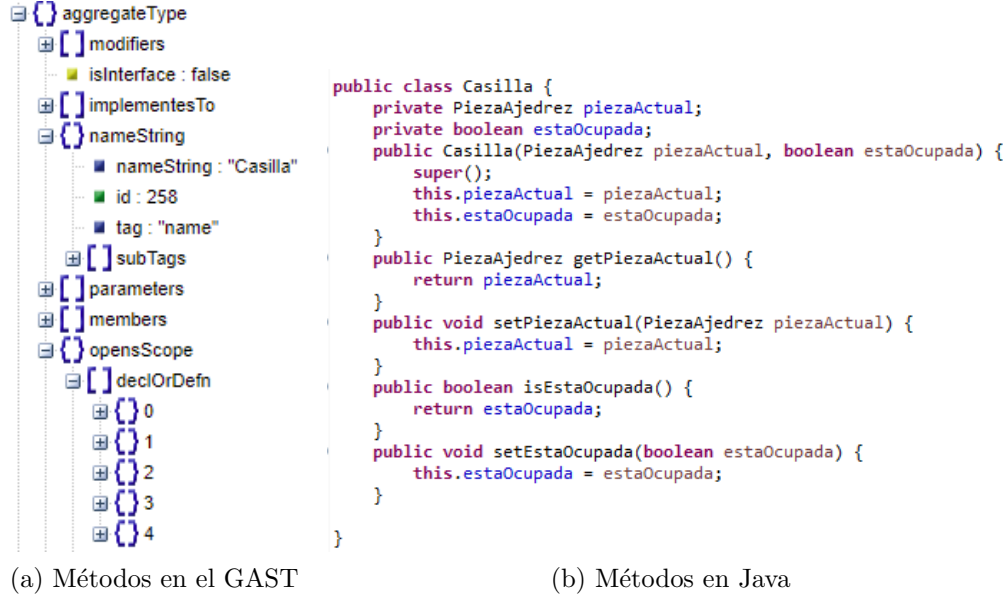 aggregateType
modifiers
isInterface : false
implementesTo
nameString
nameString : "Casilla"
id : 258
tag : "name"
subTags
parameters
members
opensScope
declOrDefn
0
1
2
3
4
(a) Métodos en el GAST
public class Casilla {
private PiezaAjedrez piezaActual;
private boolean estaOcupada;
public Casilla(PiezaAjedrez piezaActual, boolean estaOcupada) {
super();
this.piezaActual = piezaActual;
this.estaOcupada = estaOcupada;
}
public PiezaAjedrez getPiezaActual() {
return piezaActual;
}
public void setPiezaActual(PiezaAjedrez piezaActual) {
this.piezaActual = piezaActual;
}
public boolean isEstaOcupada() {
return estaOcupada;
}
public void setEstaOcupada(boolean estaOcupada) {
this.estaOcupada = estaOcupada;
}
}
(b) Métodos en Java